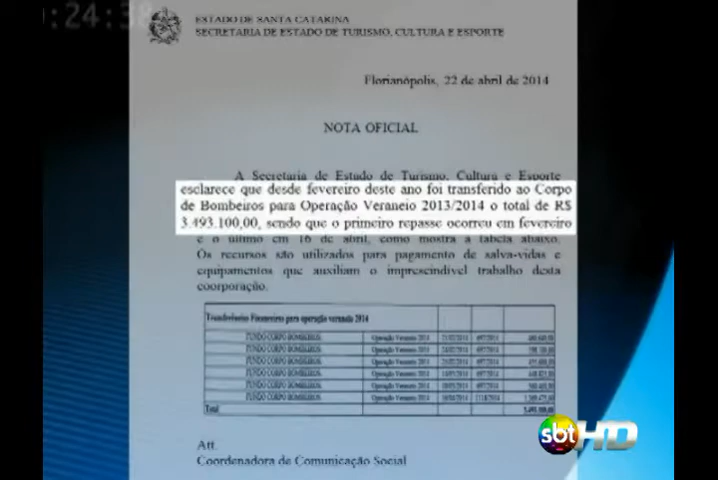 :24:38
ESTADO DE SANTA CATARINA
SECRETARIA DE ESTADO DE TURISMO, CULTURA E ESPORTE
Florianópolis, 22 de abril de 2014
NOTA OFICIAL
A Secretaria de Estado de Turismo, Cultura e Esporte
esclarece que desde fevereiro deste ano foi transferido ao Corpo
de Bombeiros para Operação Veraneio 2013/2014 o total de R$
3.493.100,00, sendo que o primeiro repasse ocorreu em fevereiro
e o último em 16 de abril, como mostra a tabela abaixo.
Os recursos são utilizados para pagamento de salva-vidas e
equipamentos que auxiliam o imprescindível trabalho desta
coorporação.
Transferências Financeiras para operação veraneio 2014
FUNDO CORPO BOMBEIROS Operação Veraneio 2014
FUNDO CORPO BOMBEIROS Operação Veraneio 2014
FUNDO CORPO BOMBEIROS Operação Veraneio 2014
FUNDO CORPO BOMBEIROS Operação Veraneio 2014
FUNDO CORPO BOMBEIROS Operação Veraneio 2014
FUNDO CORPO BOMBEIROS Operação Veraneio 2014
Total 3.493.100,00
Att.
Coordenadora de Comunicação Social
sbt HD